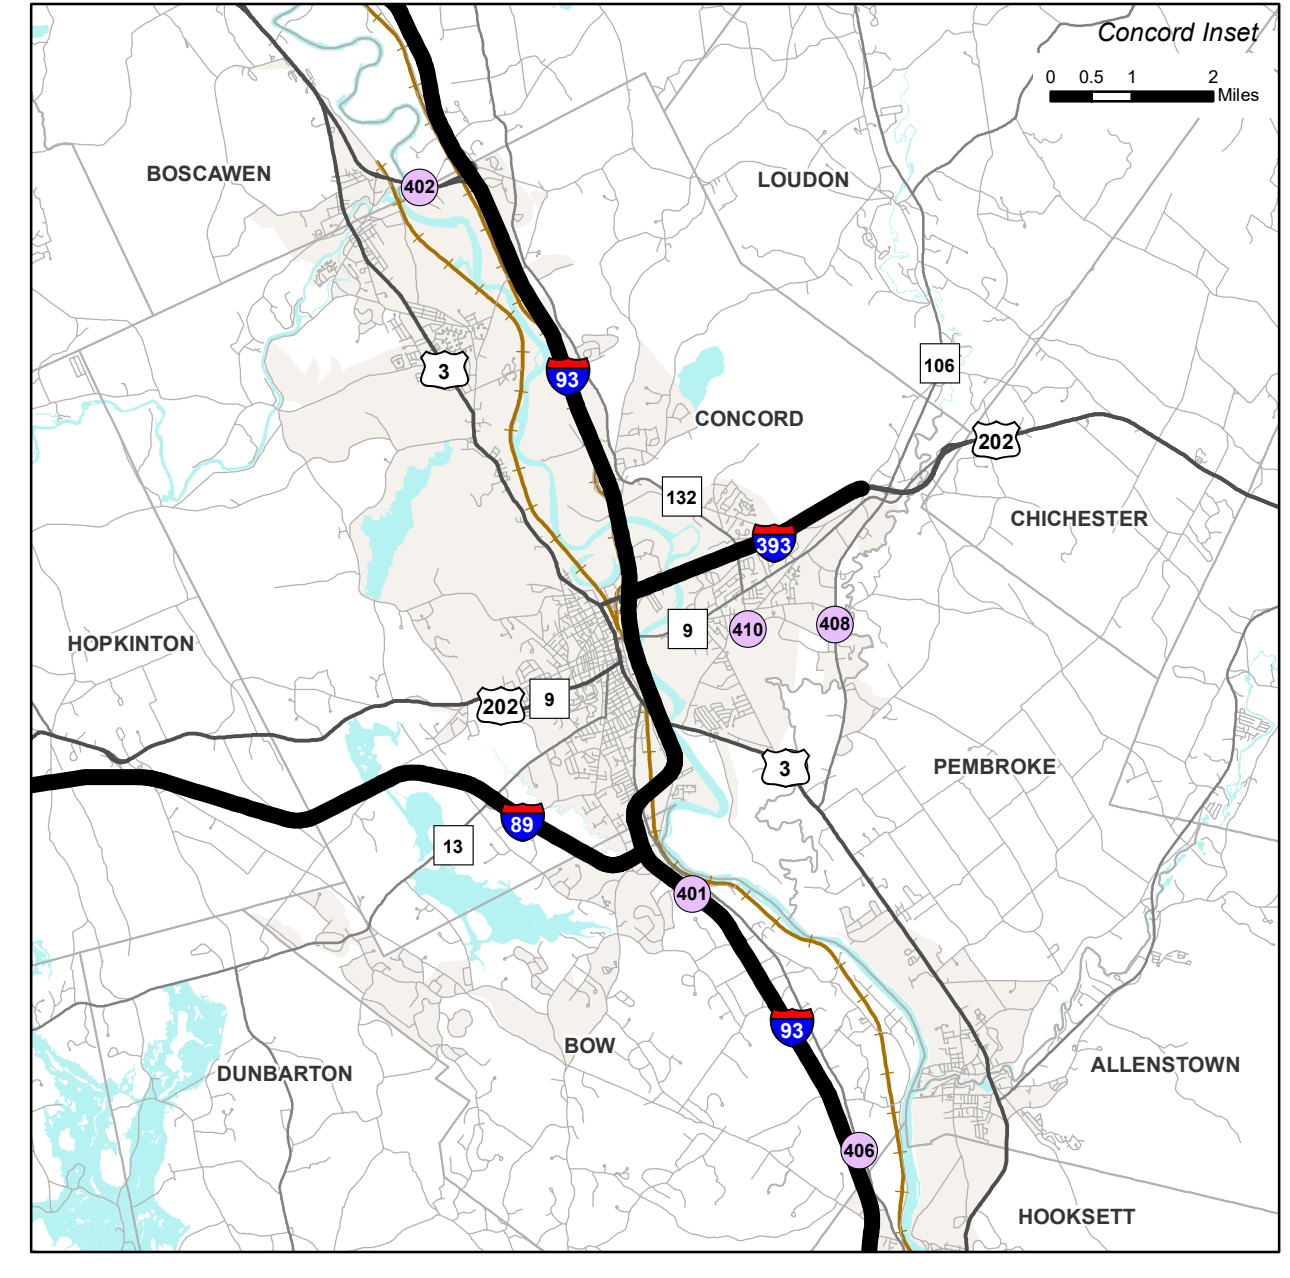 Concord Inset
0 0.5 1 2
Miles
BOSCAWEN
402
LOUDON
106
3
93
CONCORD
202
132
CHICHESTER
393
HOPKINTON
9
410
408
202
9
3
PEMBROKE
89
13
401
93
BOW
ALLENSTOWN
DUNBARTON
406
HOOKSETT